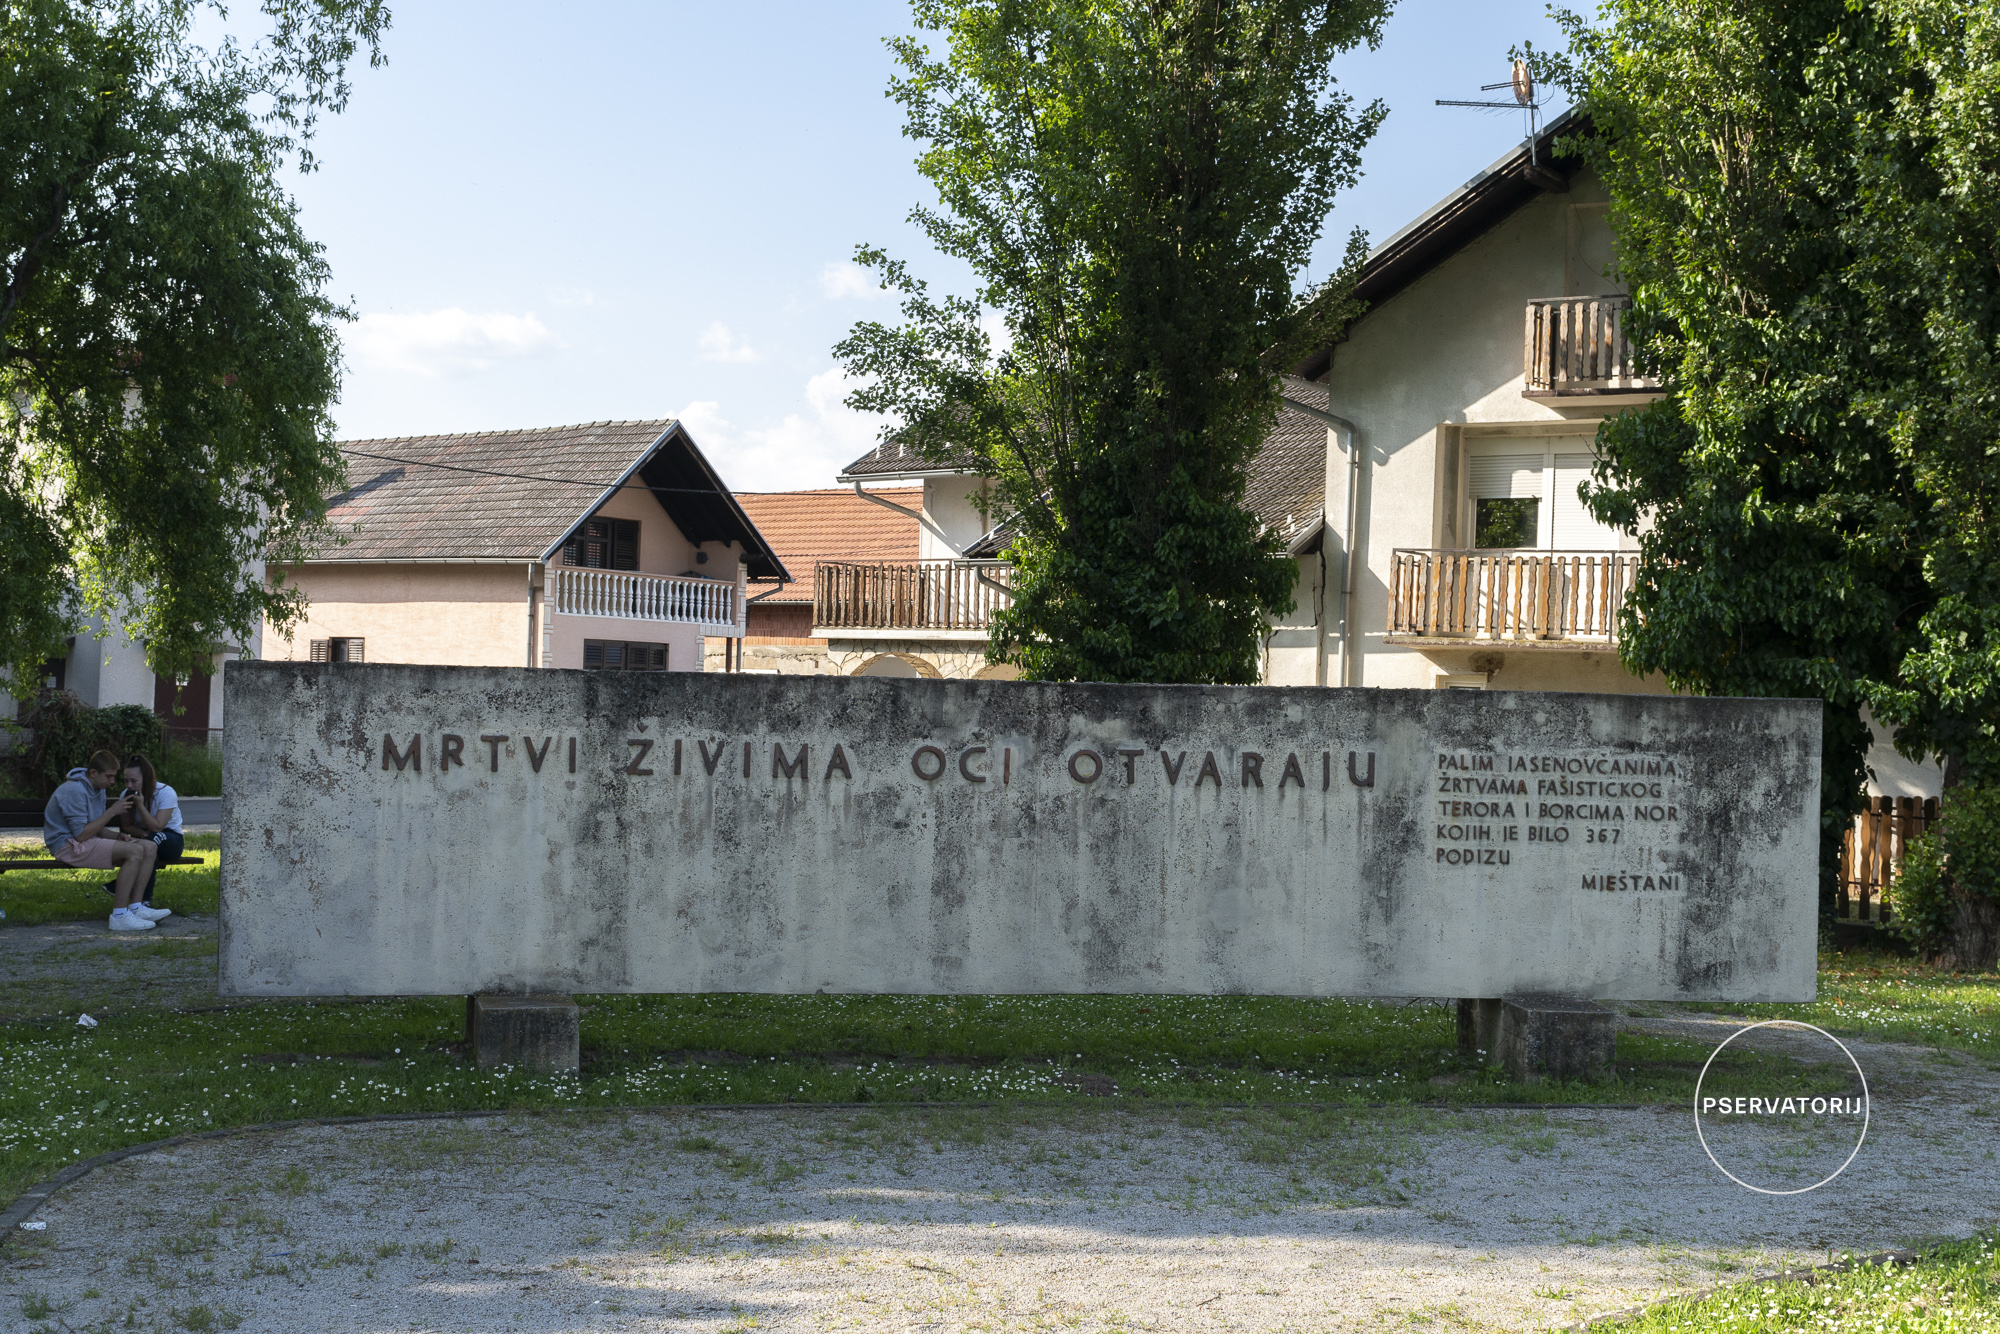 MRTVI ŽIVIMA OČI OTVARAJU
PALIM JASENOVČANIMA,
ŽRTVAMA FAŠISTIČKOG
TERORA I BORCIMA NOR
KOJIH JE BILO 367
PODIŽU
MJEŠTANI
PSERVATORIJ